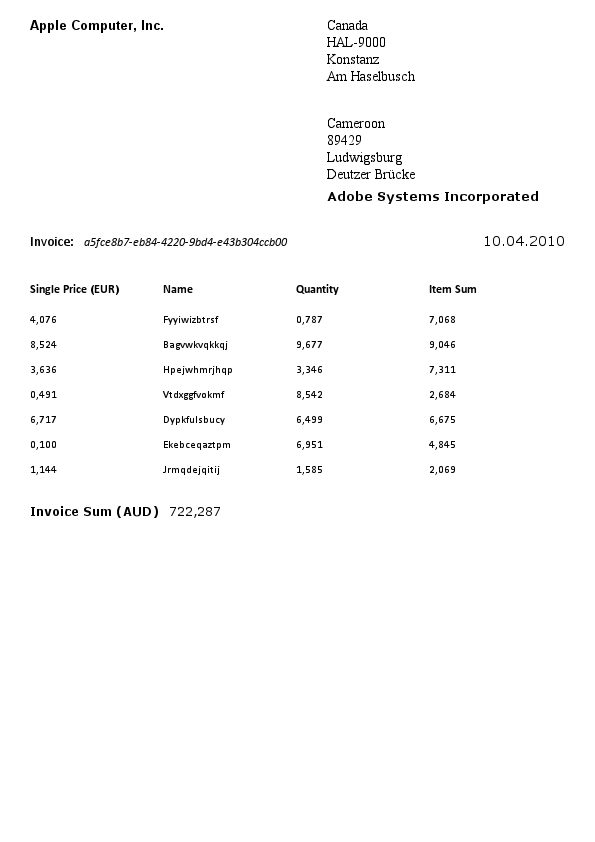 Apple Computer, Inc.
Canada
HAL-9000
Konstanz
Am Haselbusch
Cameroon
89429
Ludwigsburg
Deutzer Brücke
Adobe Systems Incorporated
Invoice: a5fce8b7-eb84-4220-9bd4-e43b304ccb00 10.04.2010
Single Price (EUR) Name Quantity Item Sum
4,076 Fyyiwizbtrsf 0,787 7,068
8,524 Bagvwkvqkkqj 9,677 9,046
3,636 Hpejwhmrjhqp 3,346 7,311
0,491 Vtdxggfvokmf 8,542 2,684
6,717 Dypkfulsbucy 6,499 6,675
0,100 Ekebceqaztpm 6,951 4,845
1,144 Jrmqdejqitij 1,585 2,069
Invoice Sum (AUD) 722,287